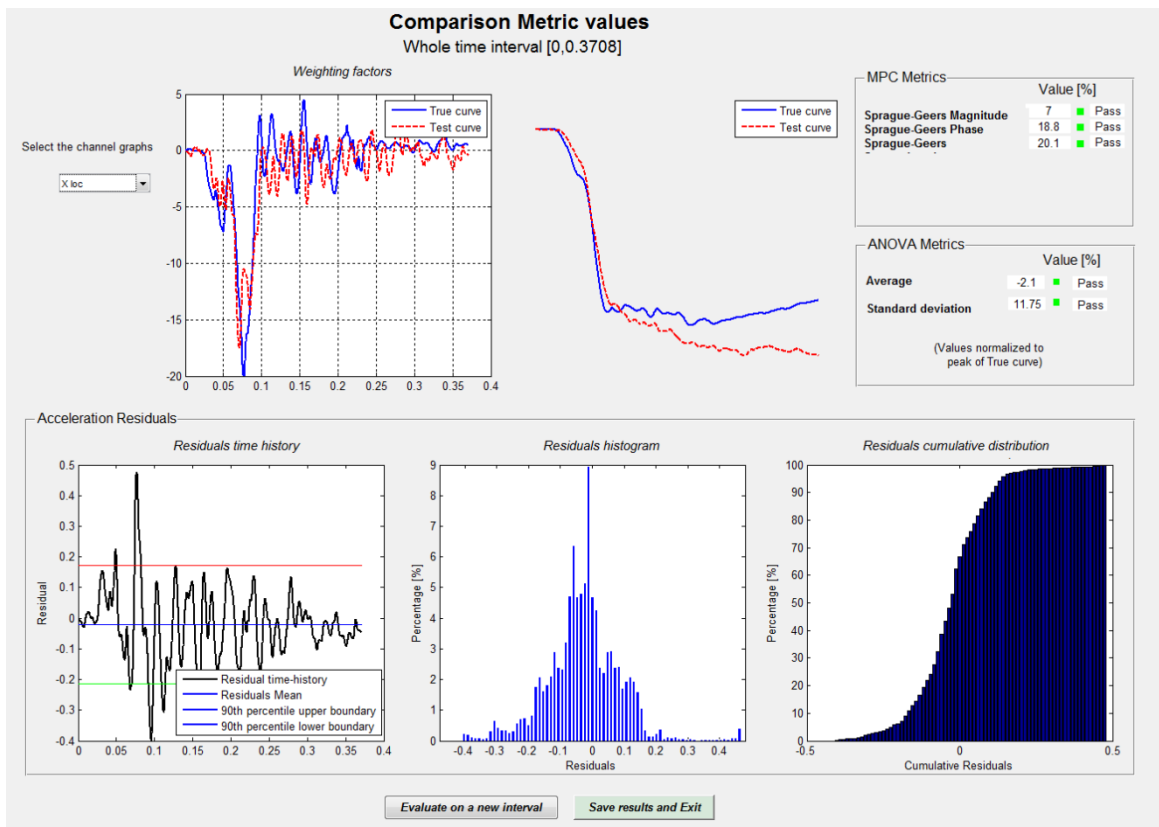 Comparison Metric values
Whole time interval [0,0.3708]
Weighting factors
Select the channel graphs
X loc
5
0
-5
-10
-15
-20
0 0.05 0.1 0.15 0.2 0.25 0.3 0.35 0.4
True curve
Test curve
True curve
Test curve
MPC Metrics
Value [%]
Sprague-Geers Magnitude 7 Pass
Sprague-Geers Phase 18.8 Pass
Sprague-Geers 20.1 Pass
ANOVA Metrics
Value [%]
Average -2.1 Pass
Standard deviation 11.75 Pass
(Values normalized to
peak of True curve)
Acceleration Residuals
Residuals time history
Residual
0.5
0.4
0.3
0.2
0.1
0
-0.1
-0.2
-0.3
-0.4
0 0.05 0.1 0.15 0.2 0.25 0.3 0.35 0.4
Residual time-history
Residuals Mean
90th percentile upper boundary
90th percentile lower boundary
Residuals histogram
Percentage [%]
9
8
7
6
5
4
3
2
1
0
-0.4 -0.3 -0.2 -0.1 0 0.1 0.2 0.3 0.4
Residuals
Residuals cumulative distribution
Percentage [%]
100
90
80
70
60
50
40
30
20
10
0
-0.5 0 0.5
Cumulative Residuals
Evaluate on a new interval
Save results and Exit